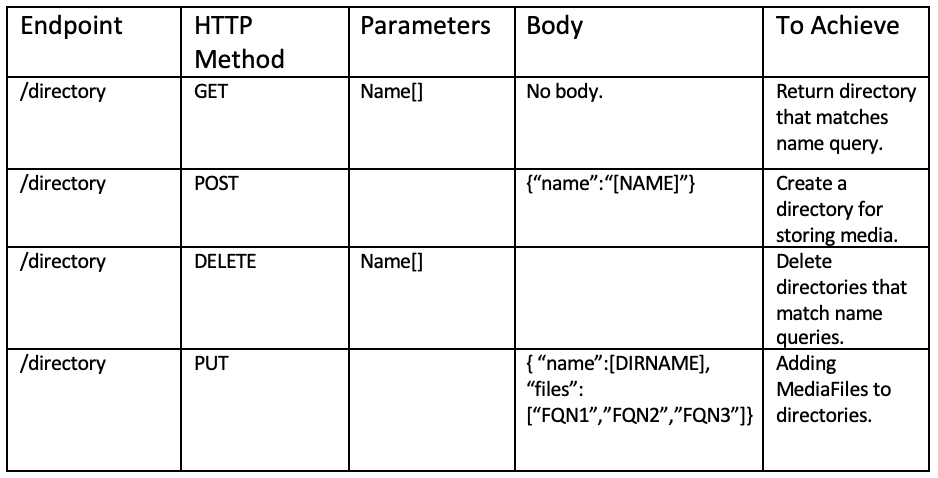 Endpoint HTTP Method Parameters Body To Achieve
/directory GET Name[] No body. Return directory that matches name query.
/directory POST {“name”:“[NAME]”} Create a directory for storing media.
/directory DELETE Name[] Delete directories that match name queries.
/directory PUT { “name”:[DIRNAME], “files”: [“FQN1”,”FQN2”,”FQN3”]} Adding MediaFiles to directories.